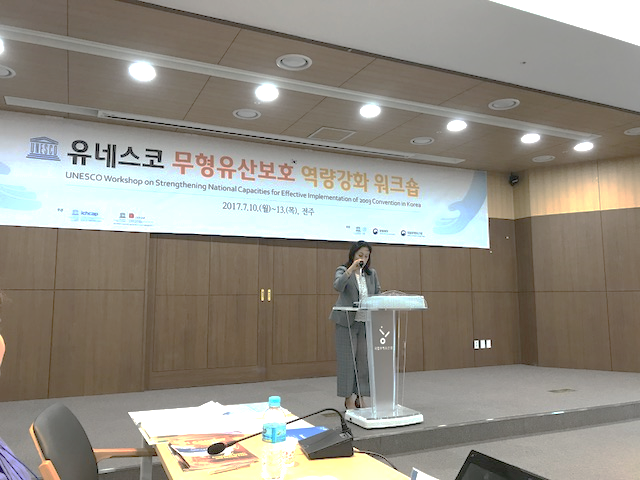 UNESCO
유네스코 무형유산보호 역량강화 워크숍
UNESCO Workshop on Strengthening National Capacities for Effective Implementation of 2003 Convention in Korea
2017.7.10.(월)~13.(목), 전주
ichcap